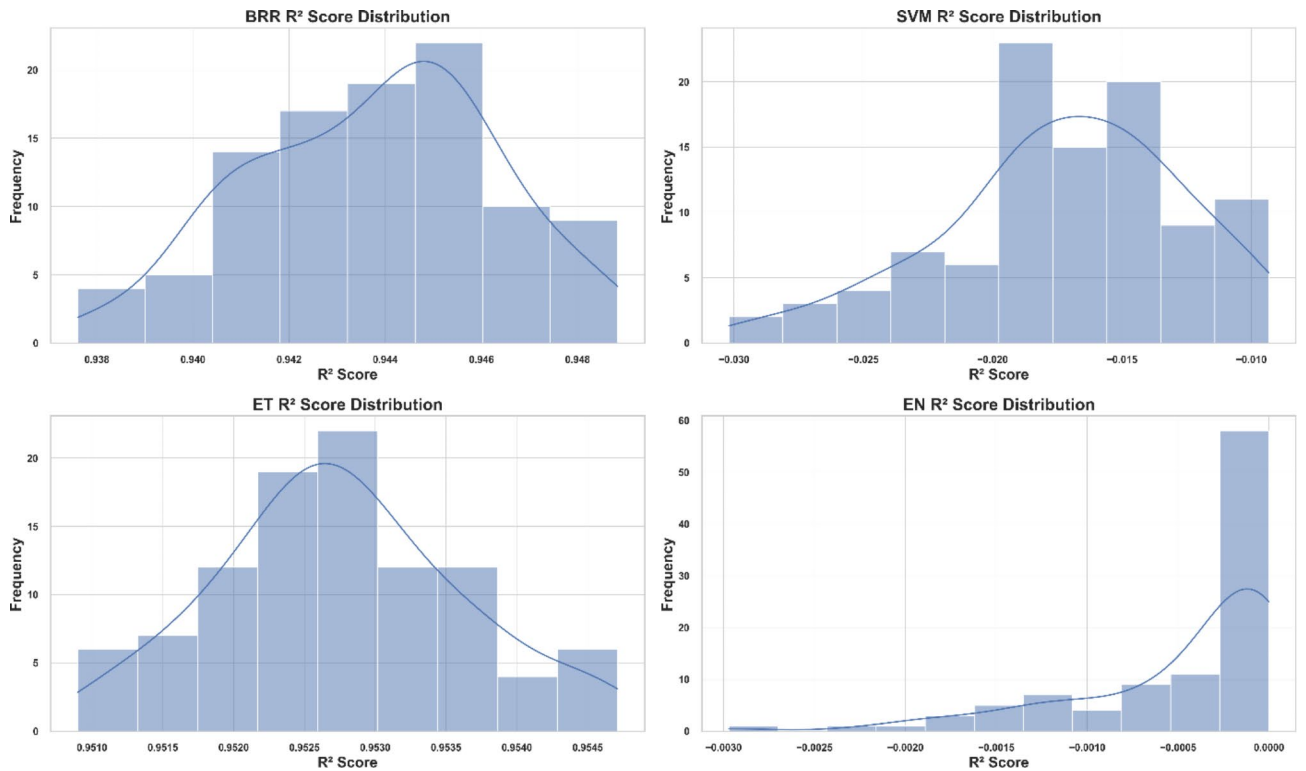 BRR R² Score Distribution
20
15
10
5
0
Frequency
0.938 0.940 0.942 0.944 0.946 0.948
R² Score
SVM R² Score Distribution
20
15
10
5
0
Frequency
−0.030 −0.025 −0.020 −0.015 −0.010
R² Score
ET R² Score Distribution
20
15
10
5
0
Frequency
0.9510 0.9515 0.9520 0.9525 0.9530 0.9535 0.9540 0.9545
R² Score
EN R² Score Distribution
60
50
40
30
20
10
0
Frequency
−0.0030 −0.0025 −0.0020 −0.0015 −0.0010 −0.0005 0.0000
R² Score